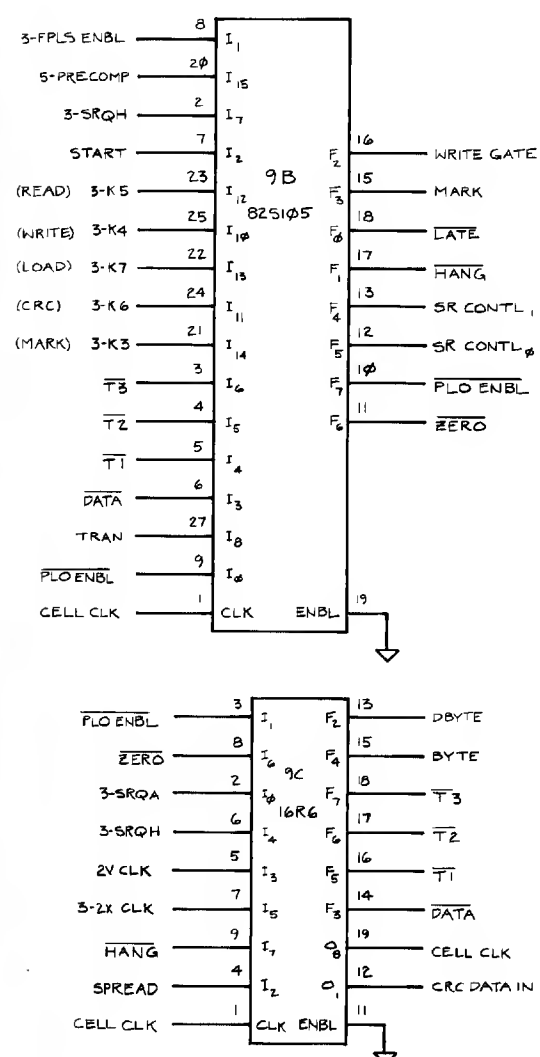 8
3-FPLS ENBL I1
2φ
5-PRECOMP I15
2
3-SRQH I7
7 16
START I2 F2 WRITE GATE
23 9B 15
(READ) 3-K5 I12 F3 MARK
25 82S105 18
(WRITE) 3-K4 I1φ Fφ LATE
22 17
(LOAD) 3-K7 I13 F1 HANG
24 13
(CRC) 3-K6 I11 F4 SR CONTL1
21 12
(MARK) 3-K3 I14 F5 SR CONTLφ
3 1φ
T3 I6 F7 PLO ENBL
4 11
T2 I5 F6 ZERO
5
T1 I4
6
DATA I3
27
TRAN I8
9
PLO ENBL Iφ
1 19
CELL CLK CLK ENBL
3 13
PLO ENBL I1 F2 DBYTE
8 15
ZERO I6 9C F4 BYTE
2 18
3-SRQA Iφ 16R6 F7 T3
6 17
3-SRQH I4 F6 T2
5 16
2V CLK I3 F5 T1
7 14
3-2X CLK I5 F3 DATA
9 19
HANG I7 O8 CELL CLK
4 12
SPREAD I2 O1 CRC DATA IN
1 11
CELL CLK CLK ENBL